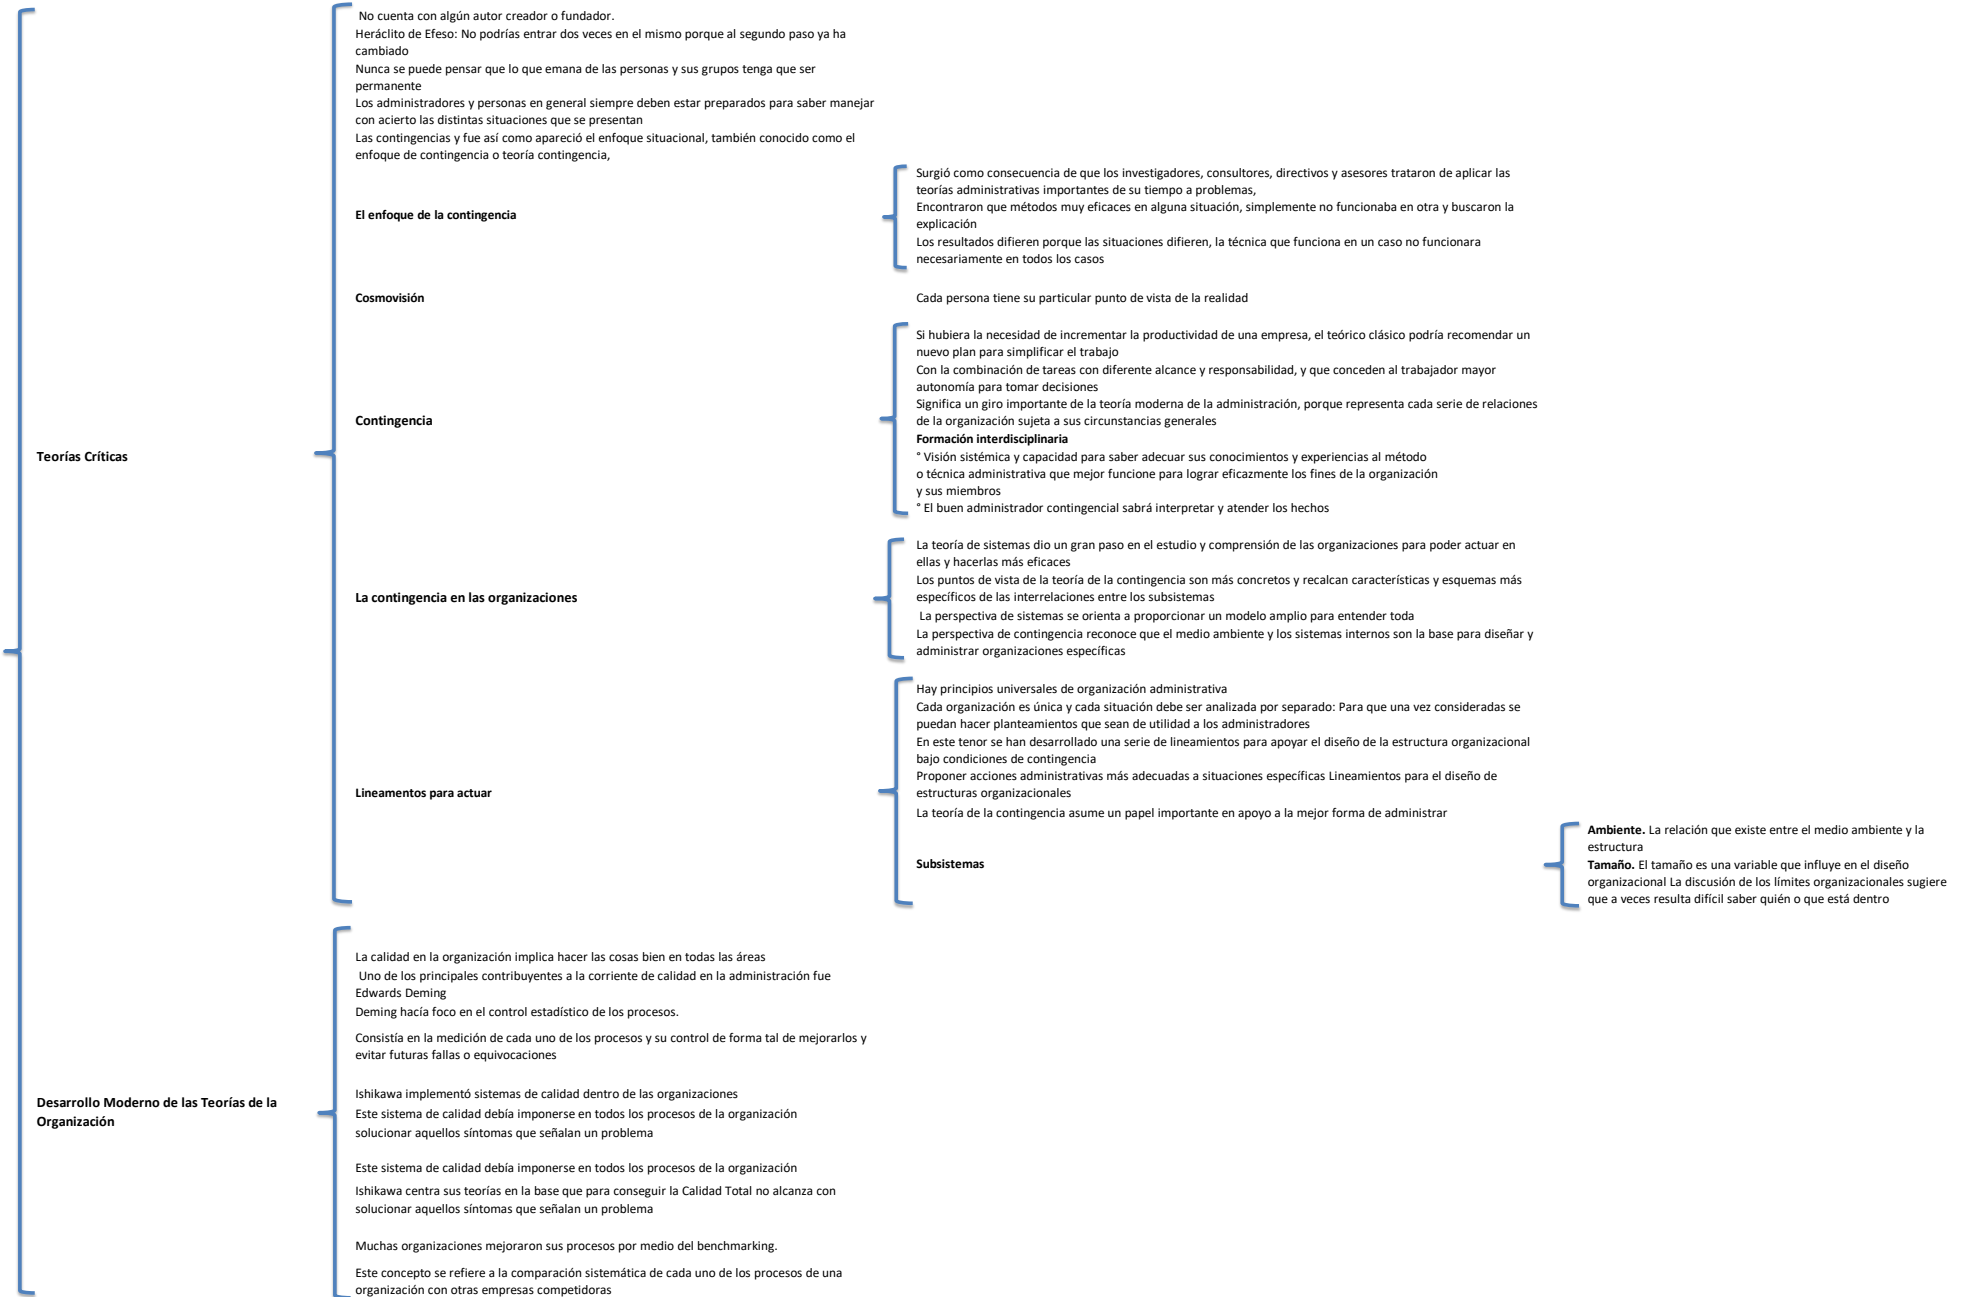 No cuenta con algún autor creador o fundador.
Heráclito de Efeso: No podrías entrar dos veces en el mismo porque al segundo paso ya ha
cambiado
Nunca se puede pensar que lo que emana de las personas y sus grupos tenga que ser
permanente
Los administradores y personas en general siempre deben estar preparados para saber manejar
con acierto las distintas situaciones que se presentan
Las contingencias y fue así como apareció el enfoque situacional, también conocido como el
enfoque de contingencia o teoría contingencia,
El enfoque de la contingencia
Surgió como consecuencia de que los investigadores, consultores, directivos y asesores trataron de aplicar las
teorías administrativas importantes de su tiempo a problemas,
Encontraron que métodos muy eficaces en alguna situación, simplemente no funcionaba en otra y buscaron la
explicación
Los resultados difieren porque las situaciones difieren, la técnica que funciona en un caso no funcionara
necesariamente en todos los casos
Cosmovisión
Cada persona tiene su particular punto de vista de la realidad
Teorías Críticas
Contingencia
Si hubiera la necesidad de incrementar la productividad de una empresa, el teórico clásico podría recomendar un
nuevo plan para simplificar el trabajo
Con la combinación de tareas con diferente alcance y responsabilidad, y que conceden al trabajador mayor
autonomía para tomar decisiones
Significa un giro importante de la teoría moderna de la administración, porque representa cada serie de relaciones
de la organización sujeta a sus circunstancias generales
Formación interdisciplinaria
° Visión sistémica y capacidad para saber adecuar sus conocimientos y experiencias al método
o técnica administrativa que mejor funcione para lograr eficazmente los fines de la organización
y sus miembros
° El buen administrador contingencial sabrá interpretar y atender los hechos
La contingencia en las organizaciones
La teoría de sistemas dio un gran paso en el estudio y comprensión de las organizaciones para poder actuar en
ellas y hacerlas más eficaces
Los puntos de vista de la teoría de la contingencia son más concretos y recalcan características y esquemas más
específicos de las interrelaciones entre los subsistemas
La perspectiva de sistemas se orienta a proporcionar un modelo amplio para entender toda
La perspectiva de contingencia reconoce que el medio ambiente y los sistemas internos son la base para diseñar y
administrar organizaciones específicas
Lineamentos para actuar
Hay principios universales de organización administrativa
Cada organización es única y cada situación debe ser analizada por separado: Para que una vez consideradas se
puedan hacer planteamientos que sean de utilidad a los administradores
En este tenor se han desarrollado una serie de lineamientos para apoyar el diseño de la estructura organizacional
bajo condiciones de contingencia
Proponer acciones administrativas más adecuadas a situaciones específicas Lineamientos para el diseño de
estructuras organizacionales
La teoría de la contingencia asume un papel importante en apoyo a la mejor forma de administrar
Subsistemas
Ambiente. La relación que existe entre el medio ambiente y la
estructura
Tamaño. El tamaño es una variable que influye en el diseño
organizacional La discusión de los límites organizacionales sugiere
que a veces resulta difícil saber quién o que está dentro
Desarrollo Moderno de las Teorías de la
Organización
La calidad en la organización implica hacer las cosas bien en todas las áreas
Uno de los principales contribuyentes a la corriente de calidad en la administración fue
Edwards Deming
Deming hacía foco en el control estadístico de los procesos.
Consistía en la medición de cada uno de los procesos y su control de forma tal de mejorarlos y
evitar futuras fallas o equivocaciones
Ishikawa implementó sistemas de calidad dentro de las organizaciones
Este sistema de calidad debía imponerse en todos los procesos de la organización
solucionar aquellos síntomas que señalan un problema
Este sistema de calidad debía imponerse en todos los procesos de la organización
Ishikawa centra sus teorías en la base que para conseguir la Calidad Total no alcanza con
solucionar aquellos síntomas que señalan un problema
Muchas organizaciones mejoraron sus procesos por medio del benchmarking.
Este concepto se refiere a la comparación sistemática de cada uno de los procesos de una
organización con otras empresas competidoras